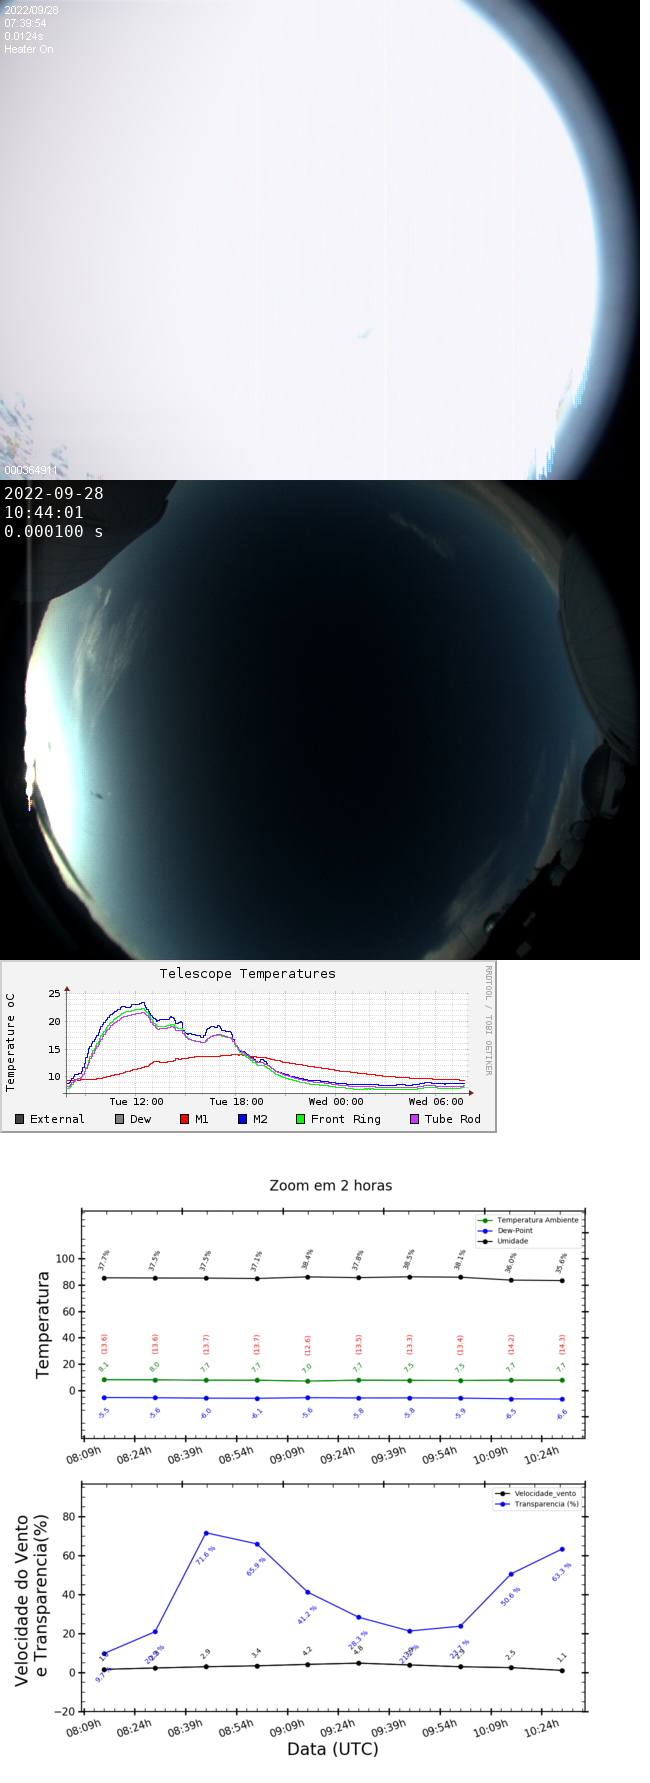 2022/09/28
07:39:54
0.0124s
Heater On
000364911
2022-09-28
10:44:01
0.000100 s
Telescope Temperatures
RRDTOOL / TOBI OETIKER
Temperature oC
25
20
15
10
Tue 12:00 Tue 18:00 Wed 00:00 Wed 06:00
External Dew M1 M2 Front Ring Tube Rod
Zoom em 2 horas
Temperatura Ambiente
Dew-Point
Umidade
Temperatura
100
80
60
40
20
0
37.7% 37.5% 37.5% 37.1% 38.4% 37.8% 38.5% 38.1% 36.0% 35.6%
(13.6) (13.6) (13.7) (13.7) (12.6) (13.5) (13.3) (13.4) (14.2) (14.3)
8.1 8.0 7.7 7.7 7.0 7.7 7.5 7.5 7.7 7.7
-5.5 -5.6 -6.0 -6.1 -5.6 -5.8 -5.8 -5.9 -6.5 -6.6
08:09h 08:24h 08:39h 08:54h 09:09h 09:24h 09:39h 09:54h 10:09h 10:24h
Velocidade_vento
Transparencia (%)
Velocidade do Vento
e Transparencia(%)
80
60
40
20
0
−20
71.6 % 65.9 % 41.2 % 28.3 % 50.6 % 63.3 %
2.9 3.4 4.2 4.8 2.5 1.1
08:09h 08:24h 08:39h 08:54h 09:09h 09:24h 09:39h 09:54h 10:09h 10:24h
Data (UTC)